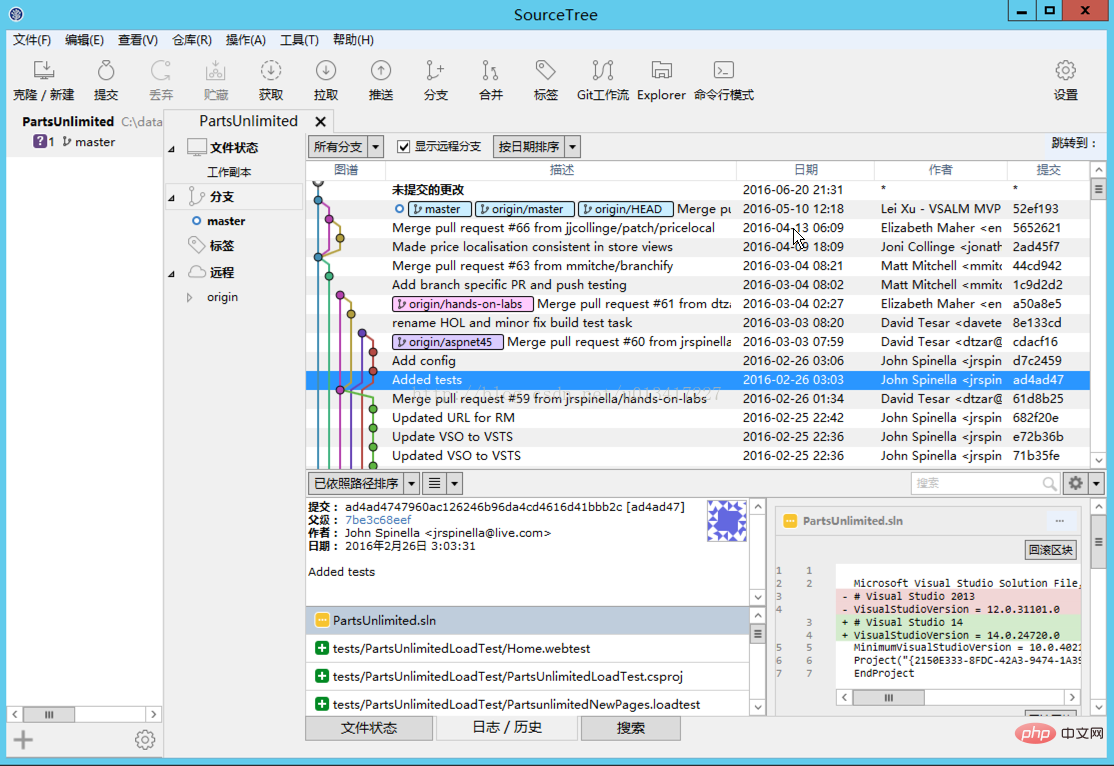 SourceTree
文件(F) 编辑(E) 查看(V) 仓库(R) 操作(A) 工具(T) 帮助(H)
克隆 / 新建 提交 丢弃 贮藏 获取 拉取 推送 分支 合并 标签 Git工作流 Explorer 命令行模式 设置
PartsUnlimited C:\data
? 1 master
PartsUnlimited
文件状态
工作副本
分支
master
标签
远程
origin
所有分支 显示远程分支 按日期排序 跳转到：
图谱 描述 日期 作者 提交
未提交的更改 2016-06-20 21:31 * *
master origin/master origin/HEAD Merge pu 2016-05-10 12:18 Lei Xu - VSALM MVP 52ef193
Merge pull request #66 from jjcollinge/patch/pricelocal 2016-04-13 06:09 Elizabeth Maher <en 5652621
Made price localisation consistent in store views 2016-04-09 18:09 Joni Collinge <jonath 2ad45f7
Merge pull request #63 from mmitche/branchify 2016-03-04 08:21 Matt Mitchell <mmitc 44cd942
Add branch specific PR and push testing 2016-03-04 08:02 Matt Mitchell <mmitc 1c9d2d2
origin/hands-on-labs Merge pull request #61 from dtza 2016-03-04 02:27 Elizabeth Maher <en a50a8e5
rename HOL and minor fix build test task 2016-03-03 08:20 David Tesar <davete 8e133cd
origin/aspnet45 Merge pull request #60 from jrspinella 2016-03-03 07:59 David Tesar <dtzar@ cdacf16
Add config 2016-02-26 03:06 John Spinella <jrspin d7c2459
Added tests 2016-02-26 03:03 John Spinella <jrspin ad4ad47
Merge pull request #59 from jrspinella/hands-on-labs 2016-02-26 01:34 David Tesar <dtzar@ 61d8b25
Updated URL for RM 2016-02-25 22:42 John Spinella <jrspin 682f20e
Update VSO to VSTS 2016-02-25 22:36 John Spinella <jrspin e72b36b
Updated VSO to VSTS 2016-02-25 22:36 John Spinella <jrspin 71b35fe
已依照路径排序 搜索
提交： ad4ad4747960ac126246b96da4cd4616d41bbb2c [ad4ad47]
父级： 7be3c68eef
作者： John Spinella <jrspinella@live.com>
日期： 2016年2月26日 3:03:31
Added tests
PartsUnlimited.sln
tests/PartsUnlimitedLoadTest/Home.webtest
tests/PartsUnlimitedLoadTest/PartsUnlimitedLoadTest.csproj
tests/PartsUnlimitedLoadTest/PartsunlimitedNewPages.loadtest
PartsUnlimited.sln ...
回滚区块
1 1
2 2 Microsoft Visual Studio Solution File,
3 - # Visual Studio 2013
4 - VisualStudioVersion = 12.0.31101.0
3 + # Visual Studio 14
4 + VisualStudioVersion = 14.0.24720.0
5 5 MinimumVisualStudioVersion = 10.0.4021
6 6 Project("{2150E333-8FDC-42A3-9474-1A39
7 7 EndProject
文件状态 日志 / 历史 搜索
php 中文网